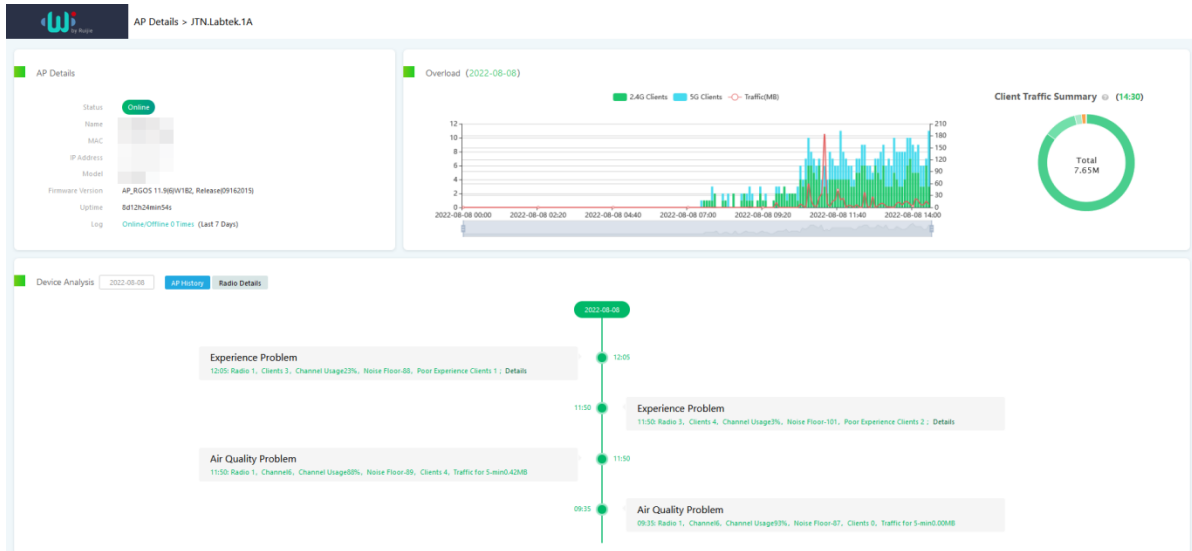 by Ruijie
AP Details > JTN.Labtek.1A
AP Details
Status Online
Name
MAC
IP Address
Model
Firmware Version AP_RGOS 11.9(6)W1B2, Release(09162015)
Uptime 8d12h24min54s
Log Online/Offline 0 Times (Last 7 Days)
Overload (2022-08-08)
2.4G Clients 5G Clients Traffic(MB)
12 210
10 180
8 150
6 120
4 90
2 60
0 30
0
2022-08-08 00:00 2022-08-08 02:20 2022-08-08 04:40 2022-08-08 07:00 2022-08-08 09:20 2022-08-08 11:40 2022-08-08 14:00
Client Traffic Summary (14:30)
Total
7.65M
Device Analysis 2022-08-08 AP History Radio Details
2022-08-08
Experience Problem 12:05
12:05: Radio 1, Clients 3, Channel Usage23%, Noise Floor-88, Poor Experience Clients 1 ; Details
11:50 Experience Problem
11:50: Radio 3, Clients 4, Channel Usage3%, Noise Floor-101, Poor Experience Clients 2 ; Details
Air Quality Problem 11:50
11:50: Radio 1, Channel6, Channel Usage88%, Noise Floor-89, Clients 4, Traffic for 5-min0.42MB
09:35 Air Quality Problem
09:35: Radio 1, Channel6, Channel Usage93%, Noise Floor-87, Clients 0, Traffic for 5-min0.00MB